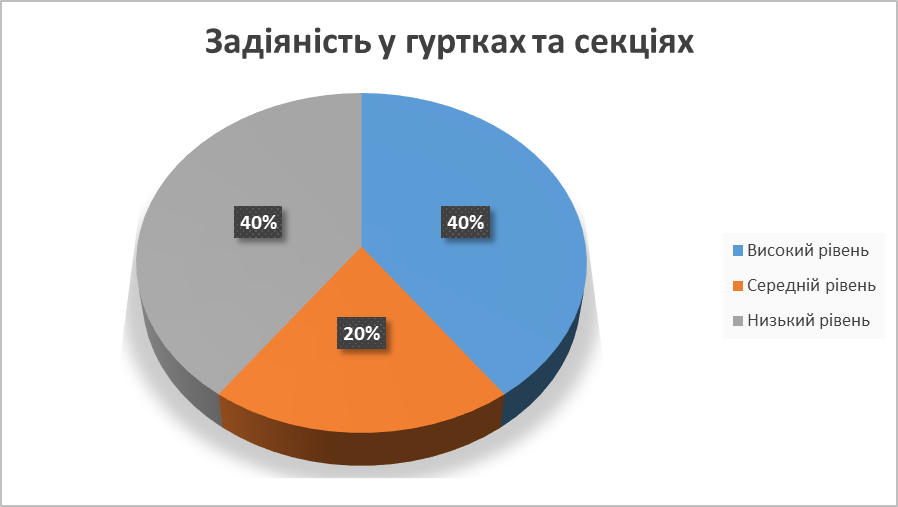 Задіяність у гуртках та секціях
40%
40%
20%
Високий рівень
Середній рівень
Низький рівень